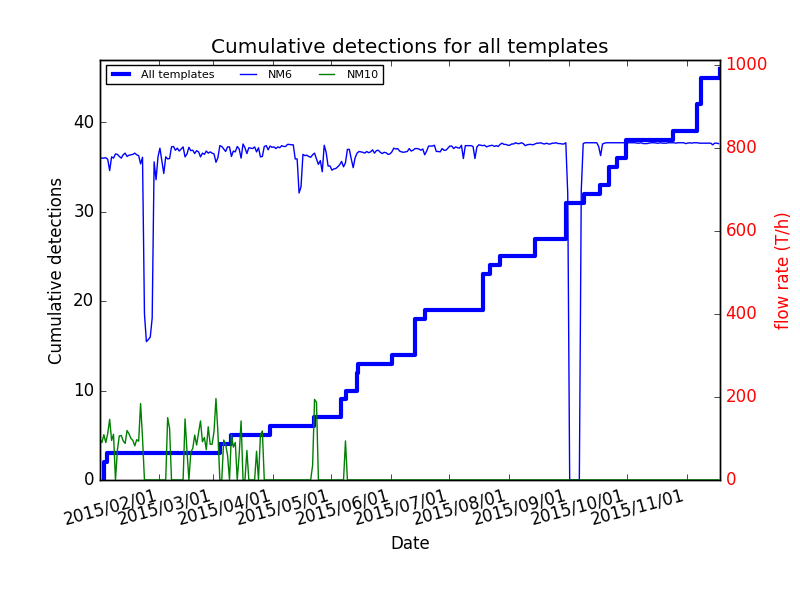 Cumulative detections for all templates
All templates NM6 NM10
Cumulative detections
40
30
20
10
0
1000
800
600
400
200
0
flow rate (T/h)
2015/02/01 2015/03/01 2015/04/01 2015/05/01 2015/06/01 2015/07/01 2015/08/01 2015/09/01 2015/10/01 2015/11/01
Date